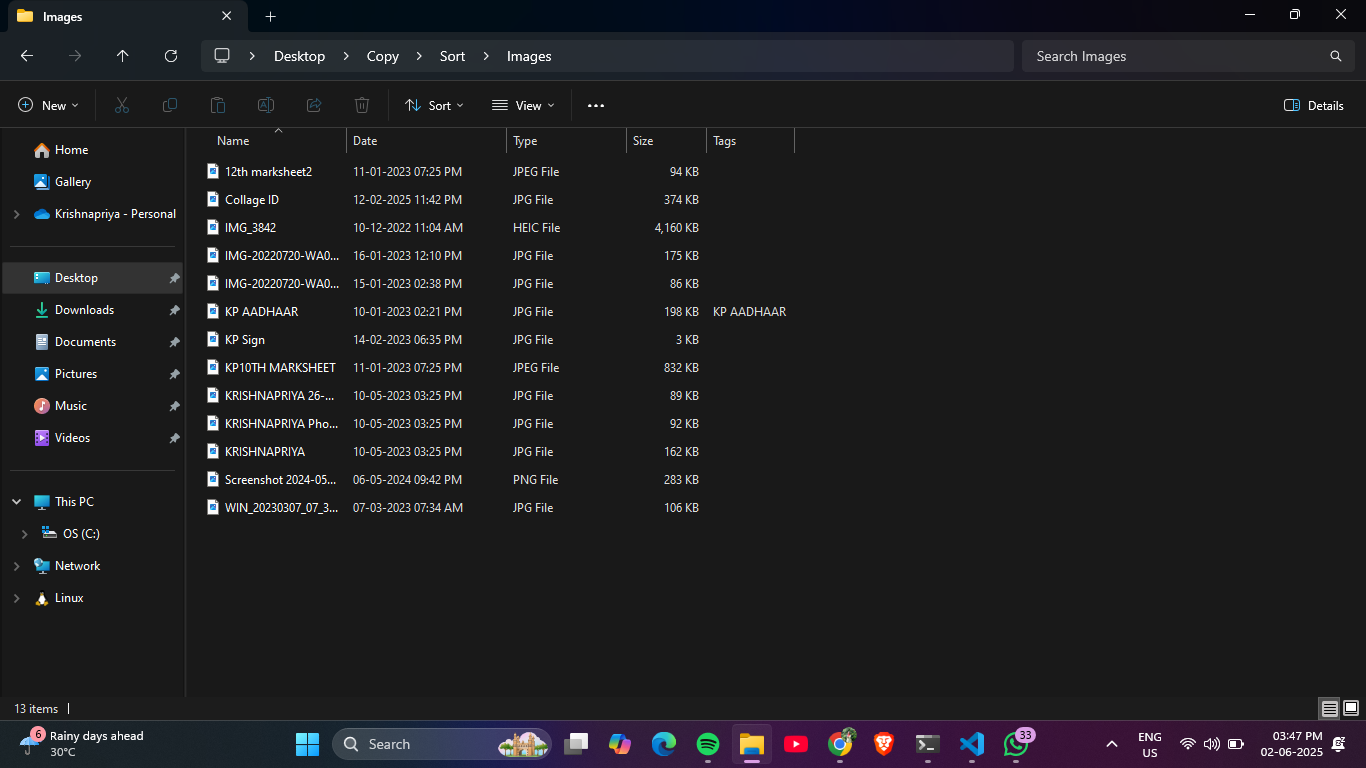 Images
Desktop > Copy > Sort > Images
Search Images
New
Sort
View
Details
Home
Gallery
Krishnapriya - Personal
Desktop
Downloads
Documents
Pictures
Music
Videos
This PC
OS (C:)
Network
Linux
Name Date Type Size Tags
12th marksheet2 11-01-2023 07:25 PM JPEG File 94 KB
Collage ID 12-02-2025 11:42 PM JPG File 374 KB
IMG_3842 10-12-2022 11:04 AM HEIC File 4,160 KB
IMG-20220720-WA0... 16-01-2023 12:10 PM JPG File 175 KB
IMG-20220720-WA0... 15-01-2023 02:38 PM JPG File 86 KB
KP AADHAAR 10-01-2023 02:21 PM JPG File 198 KB KP AADHAAR
KP Sign 14-02-2023 06:35 PM JPG File 3 KB
KP10TH MARKSHEET 11-01-2023 07:25 PM JPEG File 832 KB
KRISHNAPRIYA 26-... 10-05-2023 03:25 PM JPG File 89 KB
KRISHNAPRIYA Pho... 10-05-2023 03:25 PM JPG File 92 KB
KRISHNAPRIYA 10-05-2023 03:25 PM JPG File 162 KB
Screenshot 2024-05... 06-05-2024 09:42 PM PNG File 283 KB
WIN_20230307_07_3... 07-03-2023 07:34 AM JPG File 106 KB
13 items
6
Rainy days ahead
30°C
Search
33
ENG
US
03:47 PM
02-06-2025